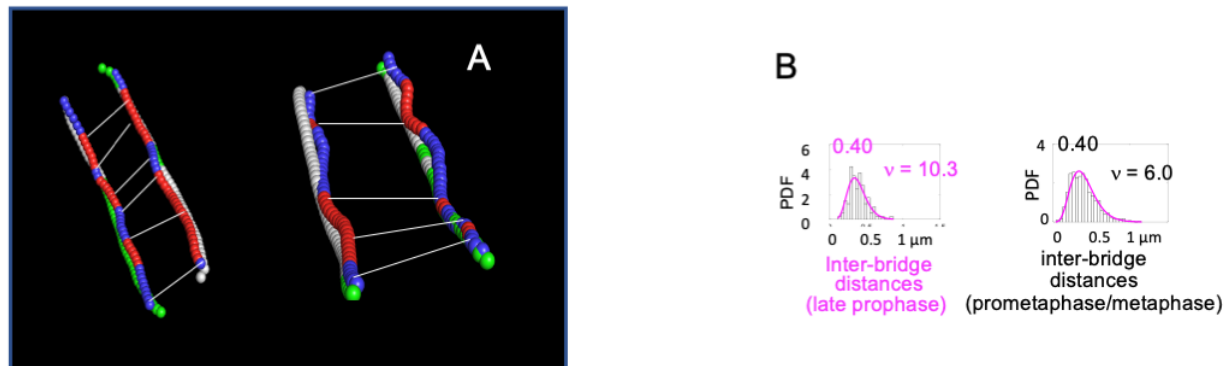 A
B
0.40
ν = 10.3
PDF
6
4
2
0
0
0.5
1 μm
Inter-bridge
distances
(late prophase)
0.40
ν = 6.0
PDF
4
2
0
0
0.5
1 μm
inter-bridge
distances
(prometaphase/metaphase)